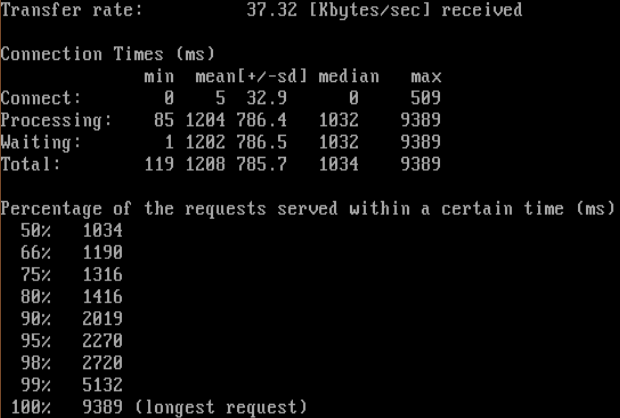 Transfer rate:          37.32 [Kbytes/sec] received

Connection Times (ms)
              min  mean[+/-sd] median   max
Connect:        0    5  32.9      0     509
Processing:    85 1204 786.4   1032    9389
Waiting:        1 1202 786.5   1032    9389
Total:        119 1208 785.7   1034    9389

Percentage of the requests served within a certain time (ms)
  50%   1034
  66%   1190
  75%   1316
  80%   1416
  90%   2019
  95%   2270
  98%   2720
  99%   5132
 100%   9389 (longest request)